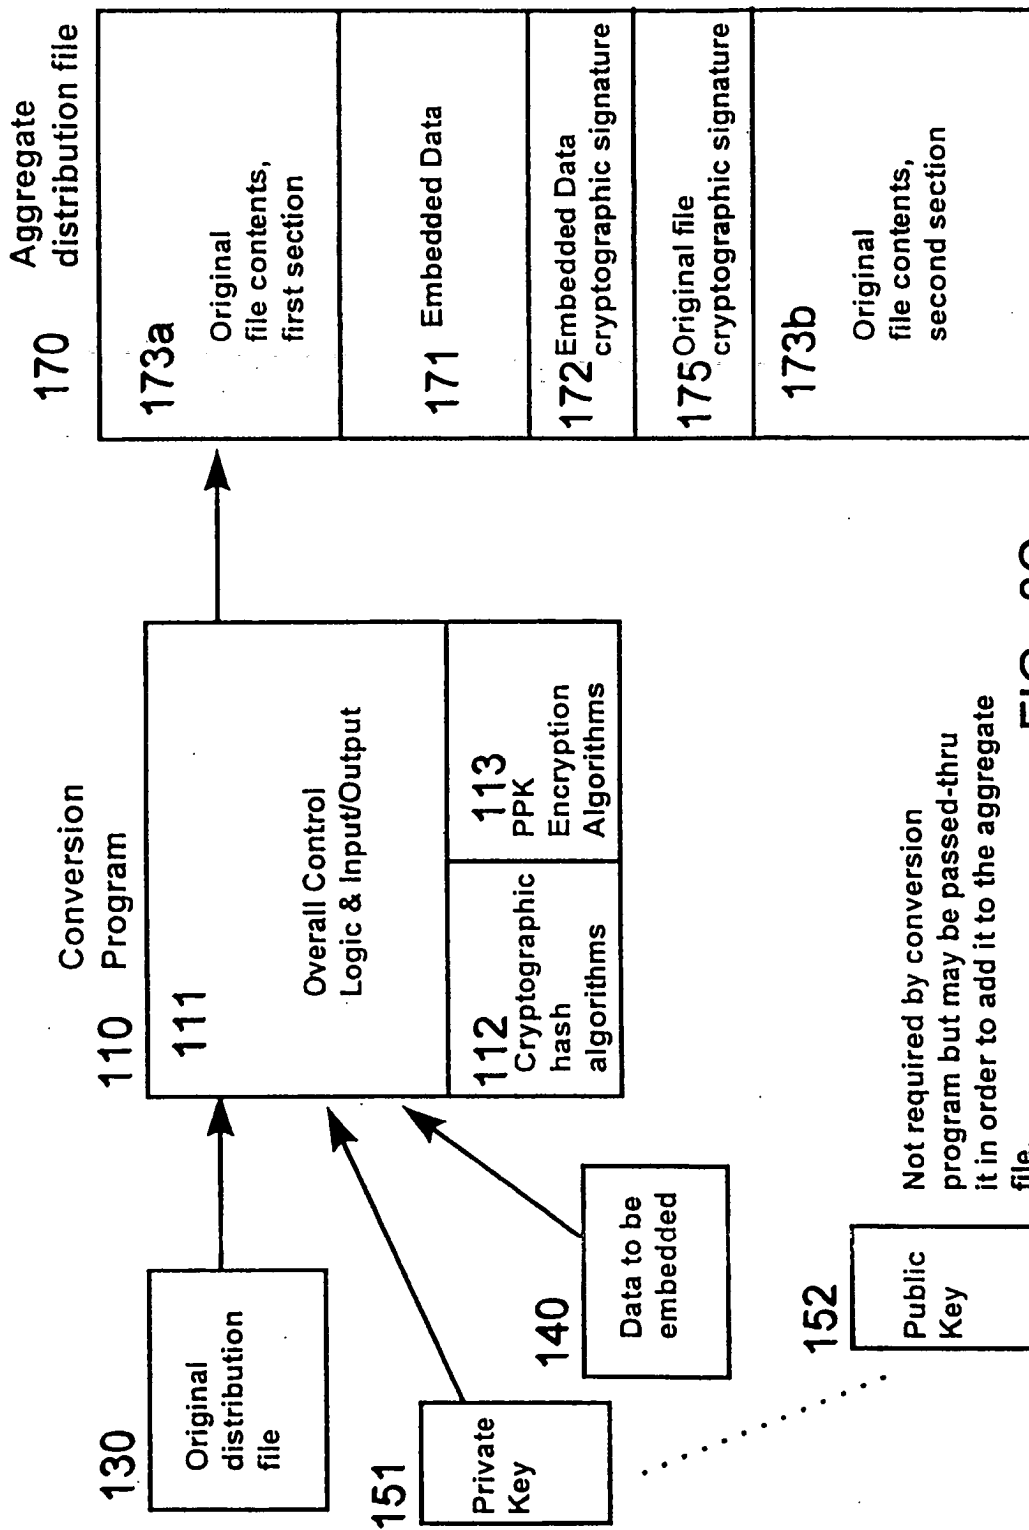 130
Original
distribution
file
151
Private
Key
140
Data to be
embedded
152
Public
Key
Not required by conversion
program but may be passed-thru
it in order to add it to the aggregate
file.
Conversion
110 Program
111
Overall Control
Logic & Input/Output
112
Cryptographic
hash
algorithms
113
PPK
Encryption
Algorithms
Aggregate
170 distribution file
173a
Original
file contents,
first section
171 Embedded Data
172 Embedded Data
cryptographic signature
175 Original file
cryptographic signature
173b
Original
file contents,
second section
FIG.